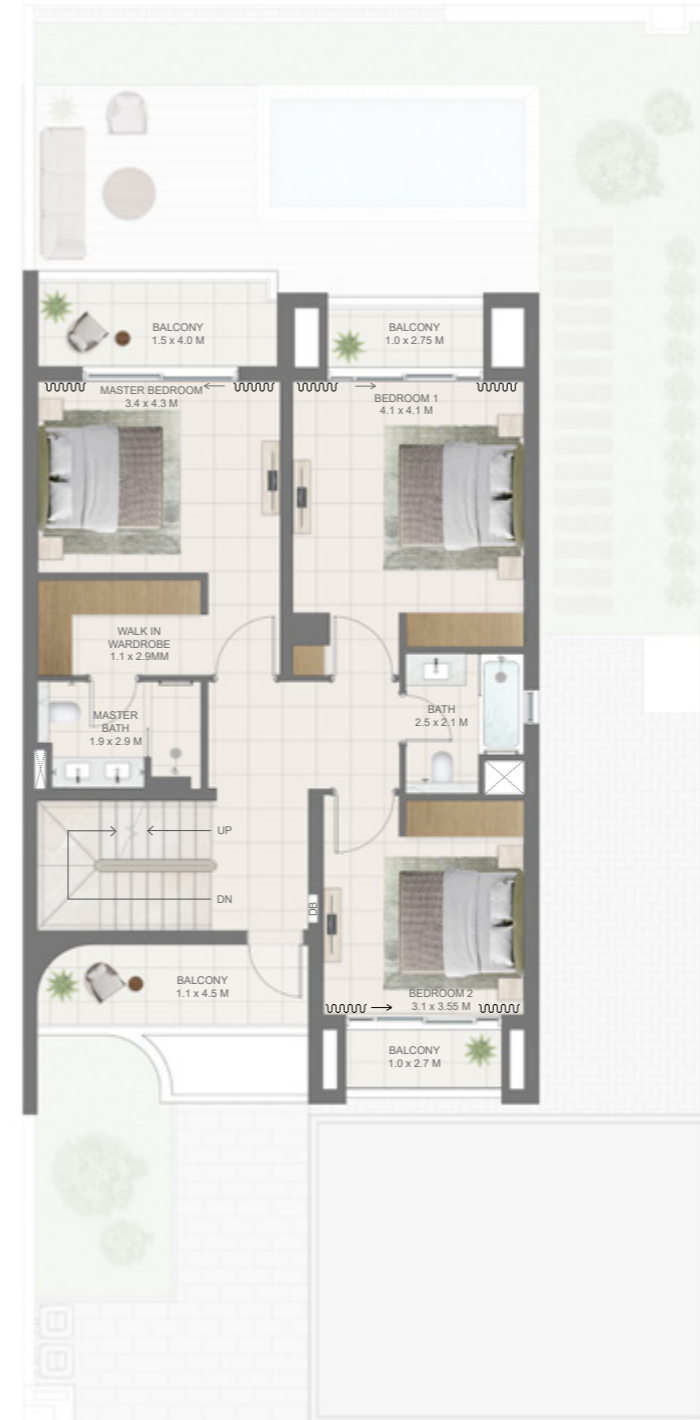 BALCONY
1.5 x 4.0 M
BALCONY
1.0 x 2.75 M
MASTER BEDROOM
3.4 x 4.3 M
BEDROOM 1
4.1 x 4.1 M
WALK IN
WARDROBE
1.1 x 2.9MM
MASTER
BATH
1.9 x 2.9 M
BATH
2.5 x 2.1 M
UP
DN
DB
BALCONY
1.1 x 4.5 M
BEDROOM 2
3.1 x 3.55 M
BALCONY
1.0 x 2.7 M